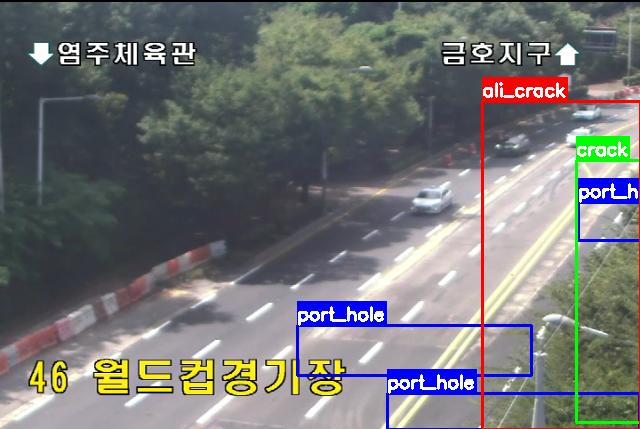 염주체육관
금호지구
ali_crack
crack
port_h
port_hole
port_hole
46 월드컵경기장